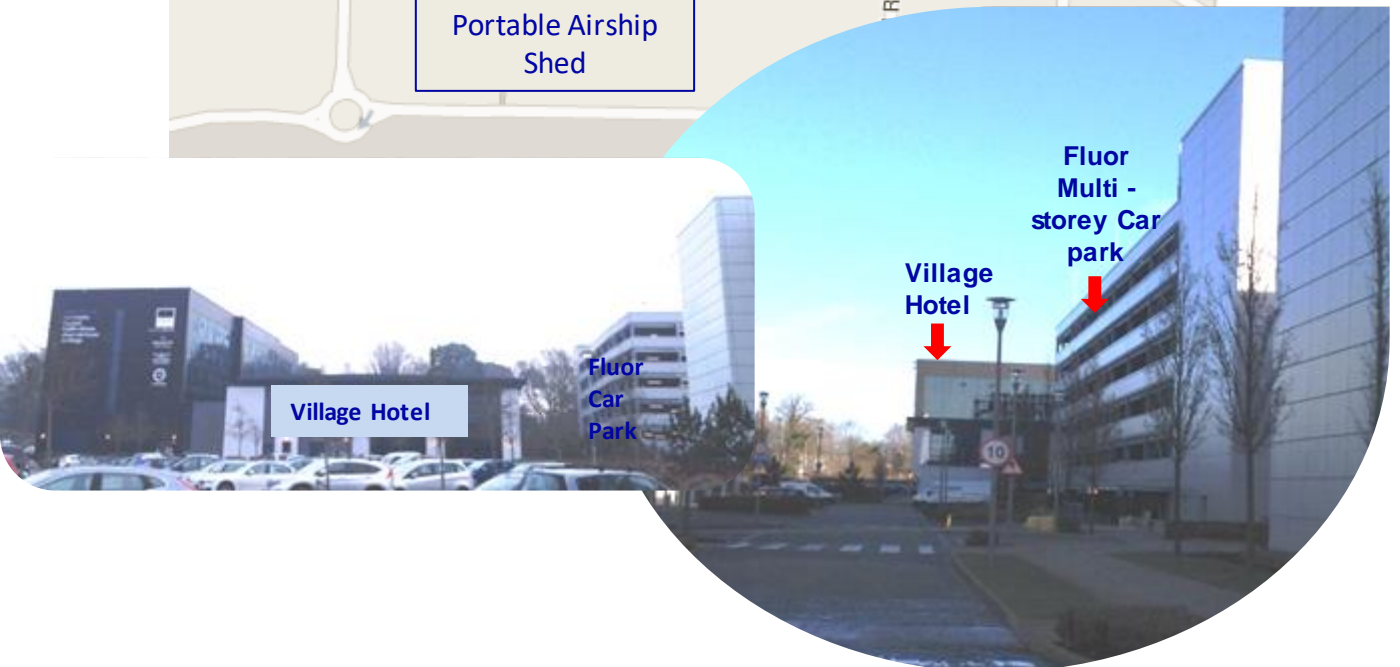 Portable Airship
Shed
Fluor
Multi -
storey Car
park
Village
Hotel
10
Fluor
Car
Park
Village Hotel